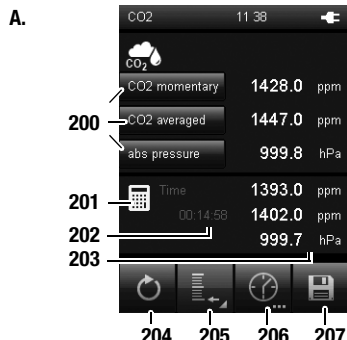 A.
CO2 11 38
CO2
CO2 momentary 1428.0 ppm
200 CO2 averaged 1447.0 ppm
abs pressure 999.8 hPa
201 Time 1393.0 ppm
202 00:14:58 1402.0 ppm
203 999.7 hPa
204 205 206 207